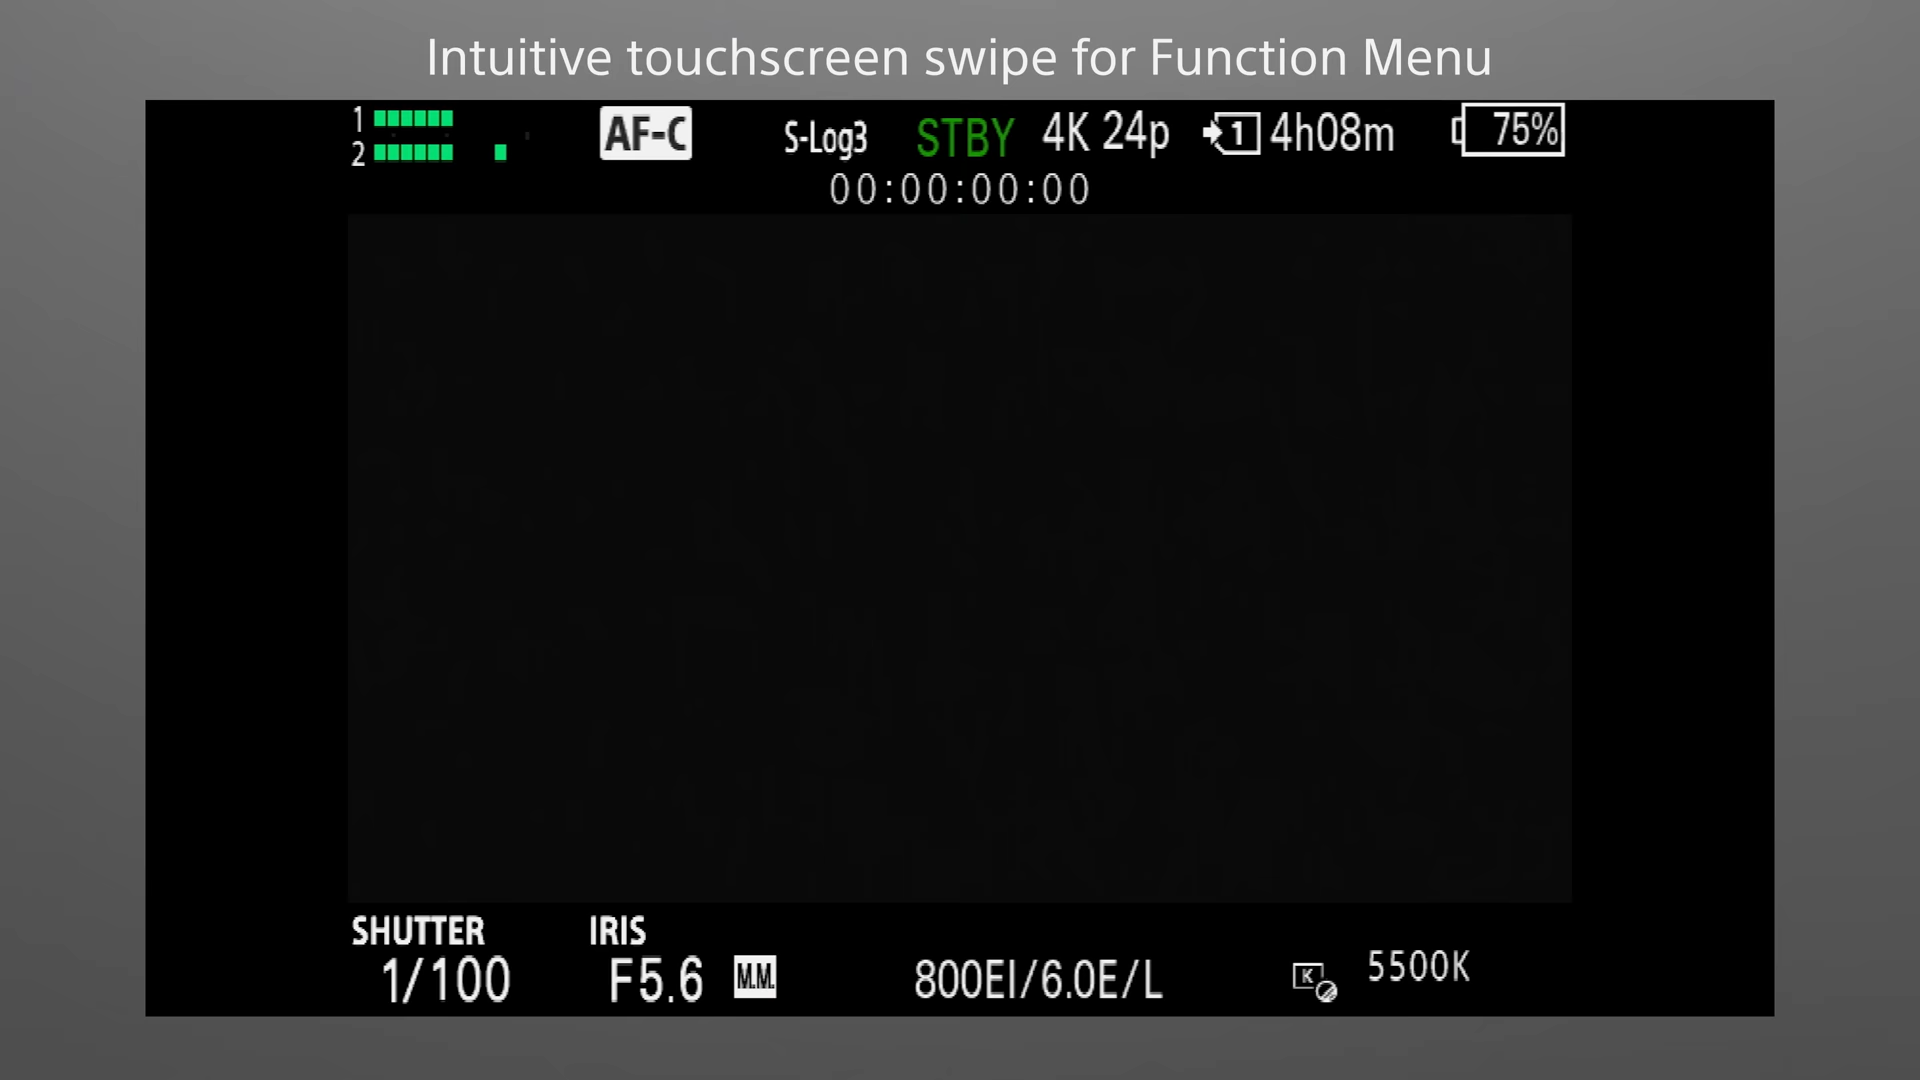 Intuitive touchscreen swipe for Function Menu
1
2
AF-C S-Log3 STBY 4K 24p 1 4h08m 75%
00:00:00:00
SHUTTER IRIS
1/100 F5.6 M.M. 800EI/6.0E/L K 5500K